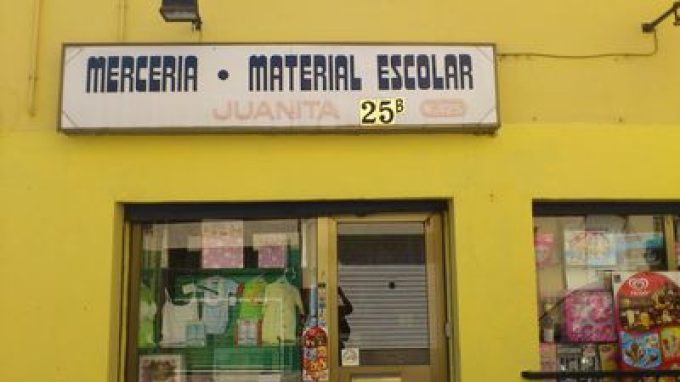 MERCERIA • MATERIAL ESCOLAR
JUANITA 25B